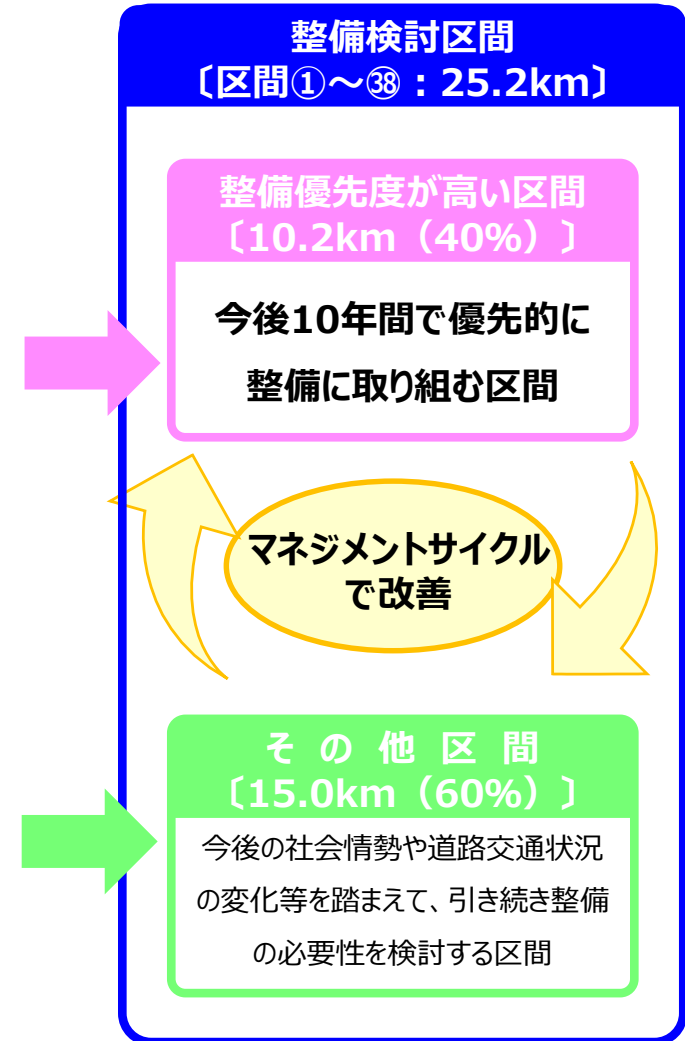 整備検討区間
〔区間①～㊳：25.2km〕
整備優先度が高い区間
〔10.2km（40%）〕
今後10年間で優先的に
整備に取り組む区間
マネジメントサイクル
で改善
その他区間
〔15.0km（60%）〕
今後の社会情勢や道路交通状況
の変化等を踏まえて、引き続き整備
の必要性を検討する区間